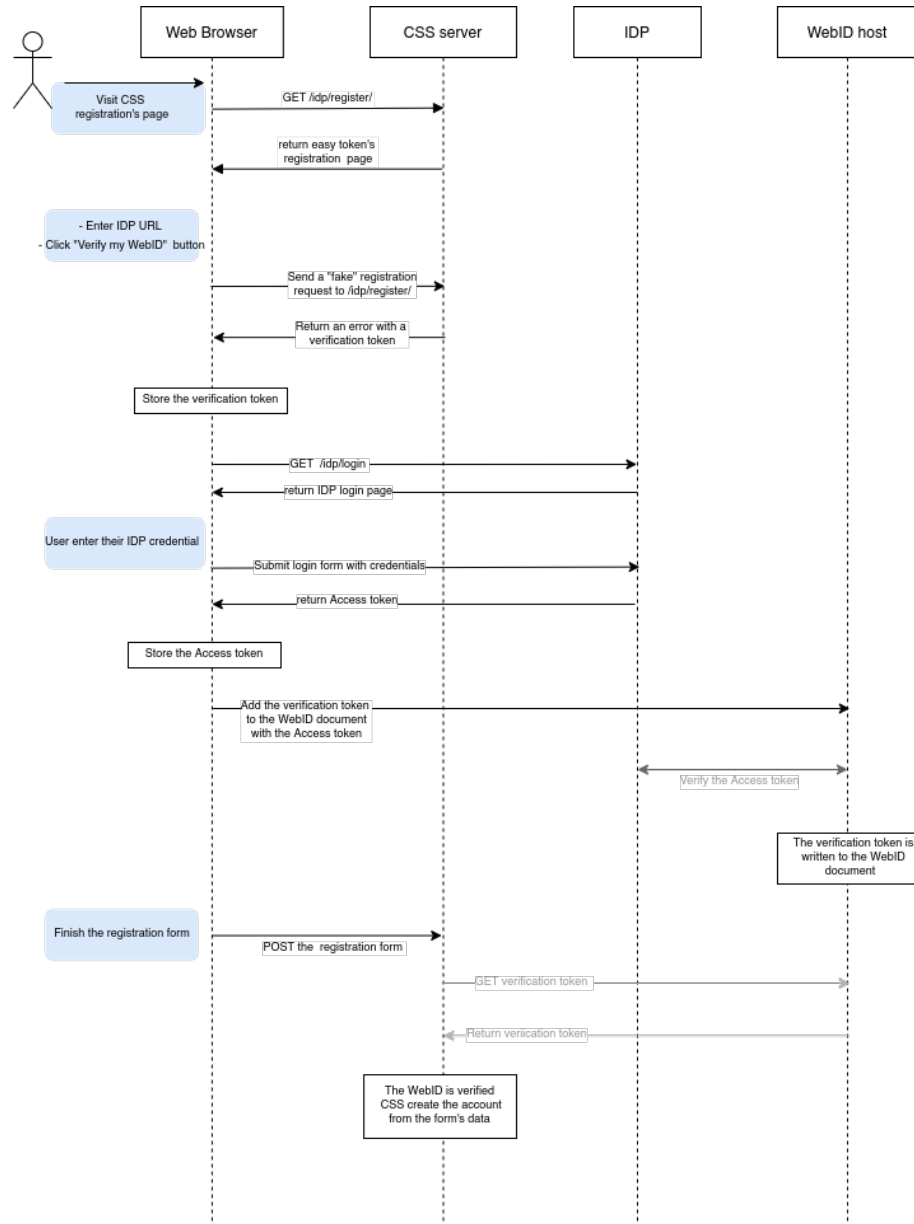 Web Browser
CSS server
IDP
WebID host
Visit CSS
registration's page
GET /idp/register/
return easy token's
registration  page
- Enter IDP URL
- Click "Verify my WebID"  button
Send a "fake" registration
request to /idp/register/
Return an error with a
verification token
Store the verification token
GET  /idp/login
return IDP login page
User enter their IDP credential
Submit login form with credentials
return Access token
Store the Access token
Add the verification token
to the WebID document
with the Access token
Verify the Access token
The verification token is
written to the WebID
document
Finish the registration form
POST the  registration form
GET verification token
Return veriication token
The WebID is verified
CSS create the account
from the form's data